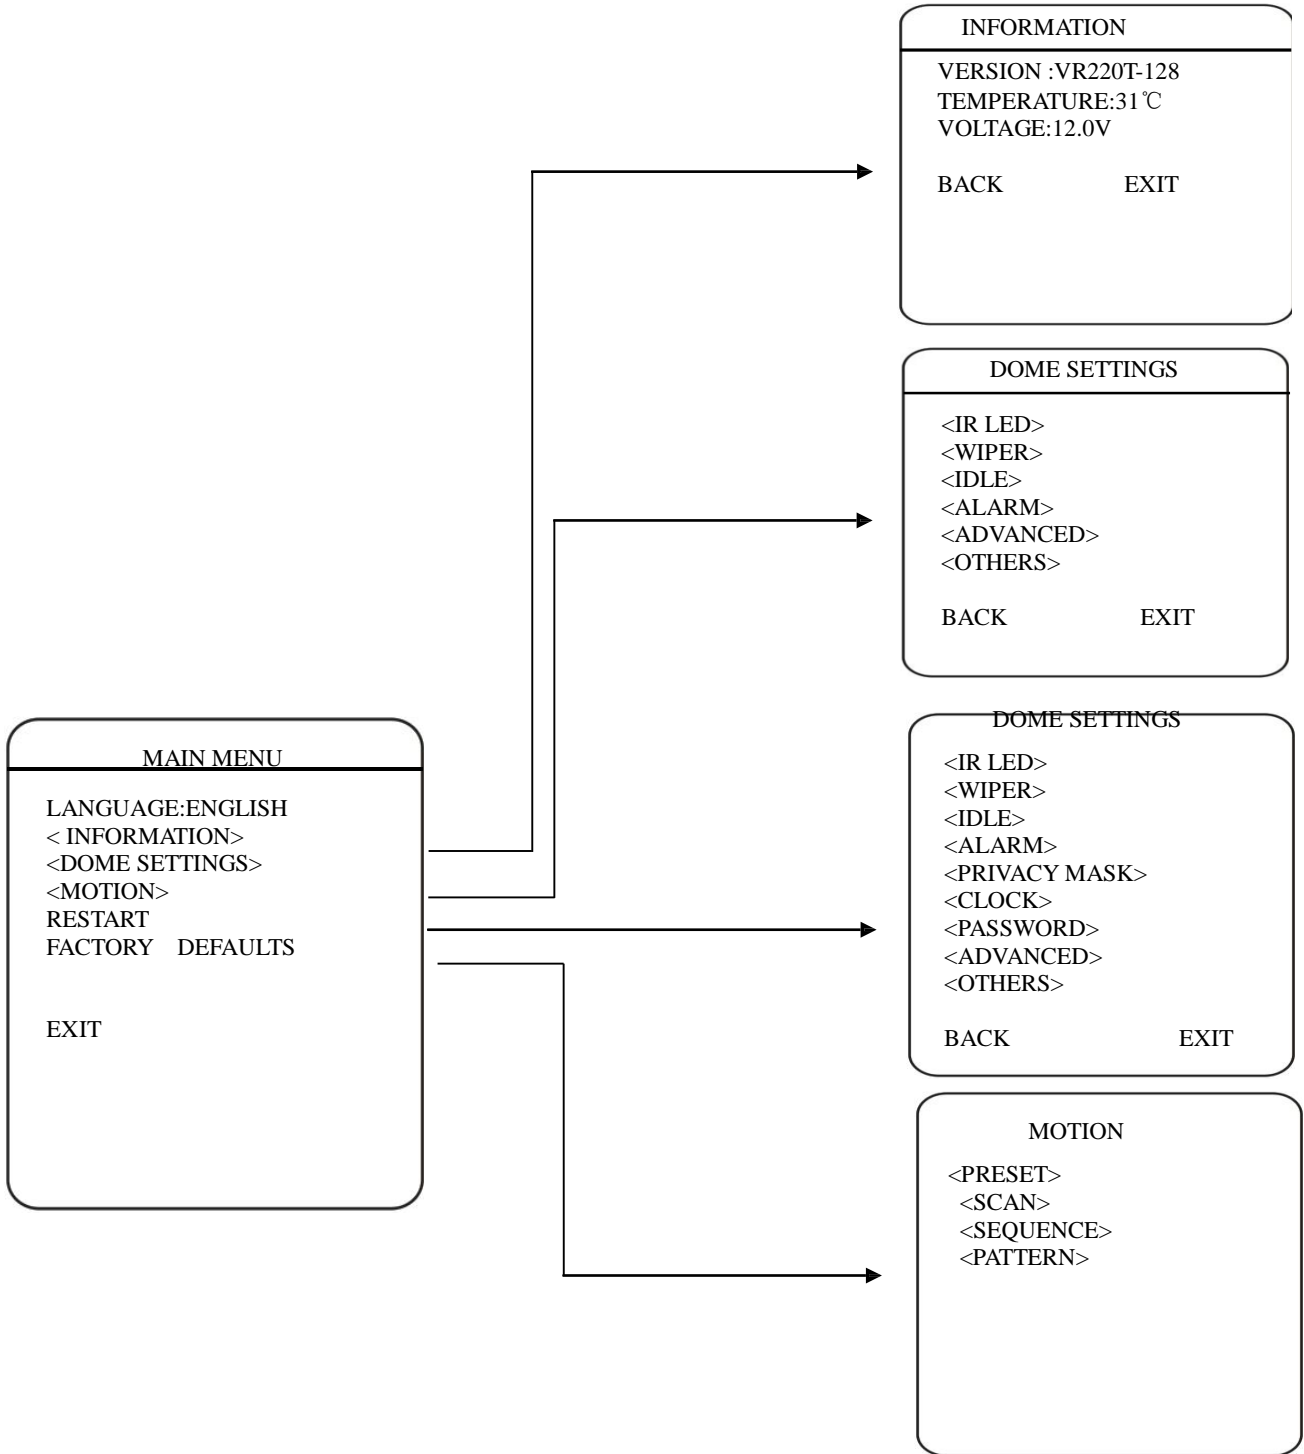 INFORMATION
VERSION :VR220T-128
TEMPERATURE:31℃
VOLTAGE:12.0V
BACK EXIT
DOME SETTINGS
<IR LED>
<WIPER>
<IDLE>
<ALARM>
<ADVANCED>
<OTHERS>
BACK EXIT
MAIN MENU
LANGUAGE:ENGLISH
< INFORMATION>
<DOME SETTINGS>
<MOTION>
RESTART
FACTORY DEFAULTS
EXIT
DOME SETTINGS
<IR LED>
<WIPER>
<IDLE>
<ALARM>
<PRIVACY MASK>
<CLOCK>
<PASSWORD>
<ADVANCED>
<OTHERS>
BACK EXIT
MOTION
<PRESET>
<SCAN>
<SEQUENCE>
<PATTERN>